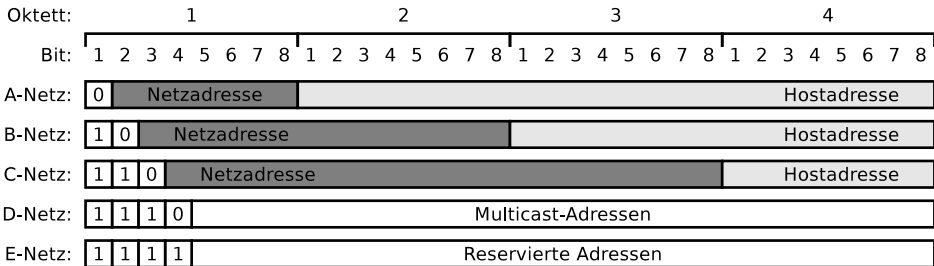 Oktett: 1 2 3 4
Bit: 1 2 3 4 5 6 7 8 1 2 3 4 5 6 7 8 1 2 3 4 5 6 7 8 1 2 3 4 5 6 7 8
A-Netz: 0 Netzadresse Hostadresse
B-Netz: 1 0 Netzadresse Hostadresse
C-Netz: 1 1 0 Netzadresse Hostadresse
D-Netz: 1 1 1 0 Multicast-Adressen
E-Netz: 1 1 1 1 Reservierte Adressen